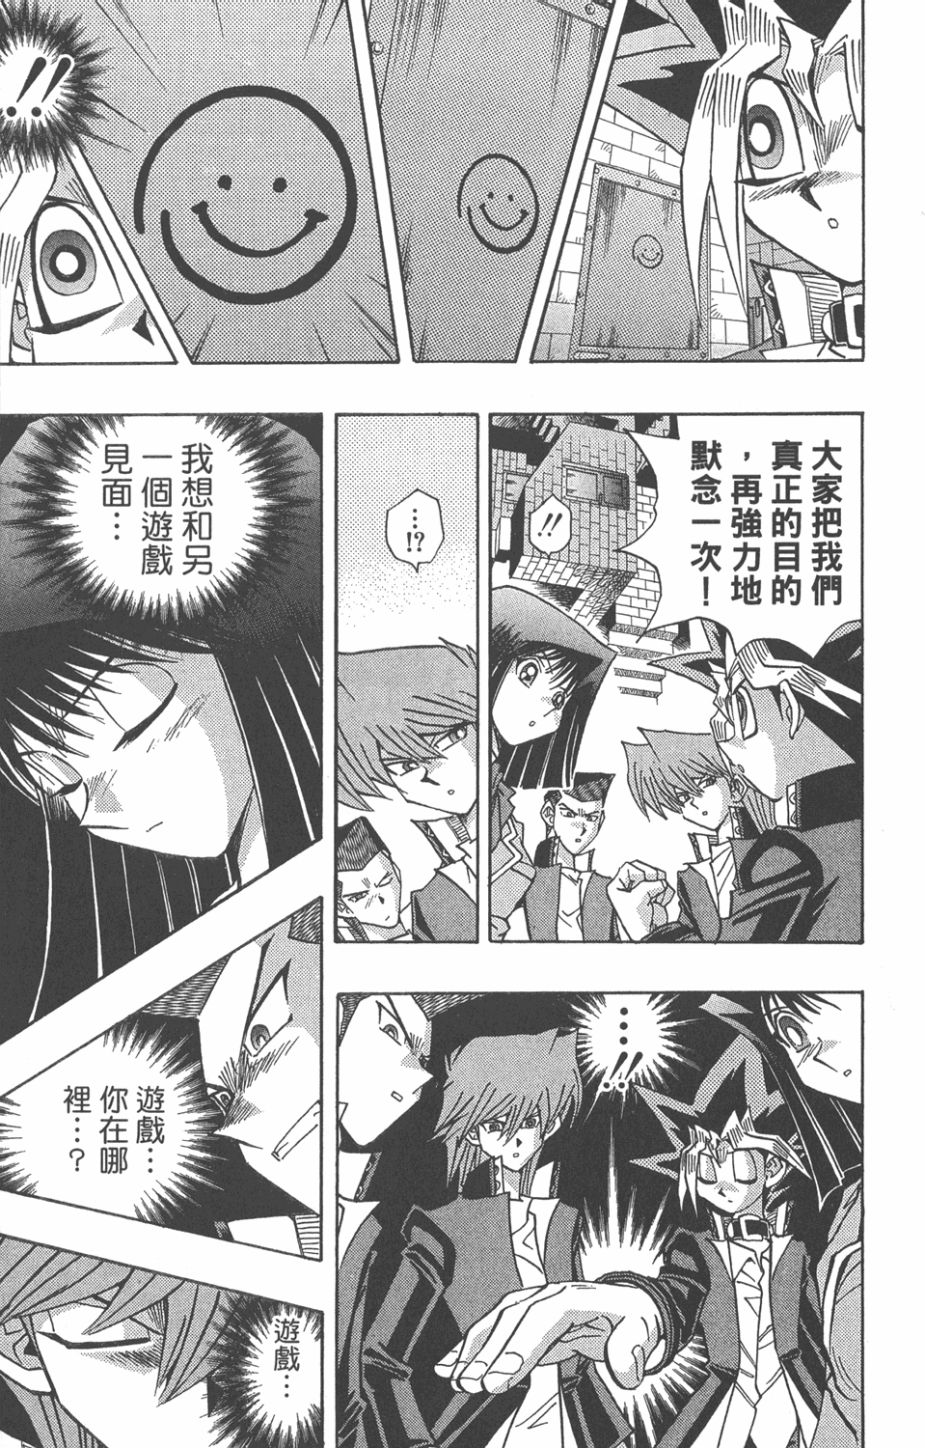 !!
大家把我們
真正的目的
，再強力地
默念一次！
!!
…!?
我想和另
一個遊戲
見面…
…!!
遊戲…
你在哪
裡…？
遊戲…